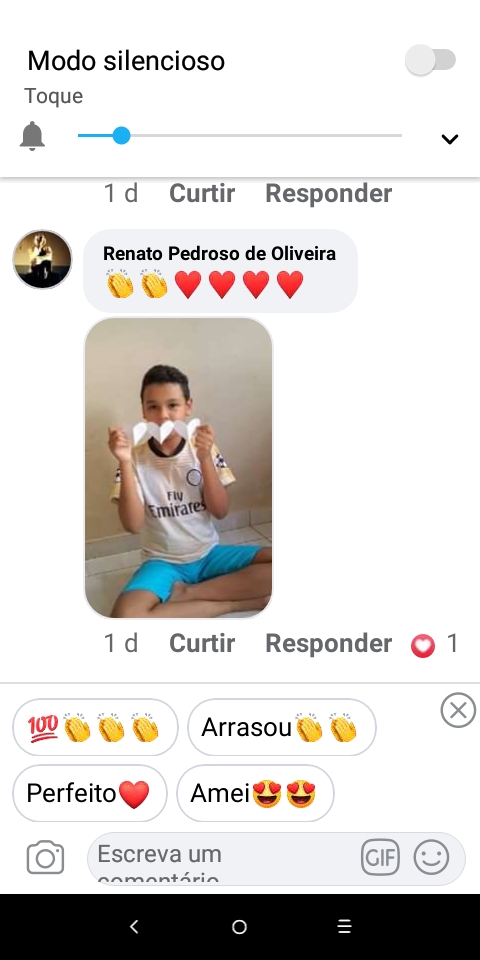 Modo silencioso
Toque
1 d Curtir Responder
Renato Pedroso de Oliveira
👏👏❤️❤️❤️❤️
Fly
Emirates
1 d Curtir Responder 1
💯👏👏👏 Arrasou👏👏
Perfeito❤️ Amei😍😍
Escreva um
comentário
GIF